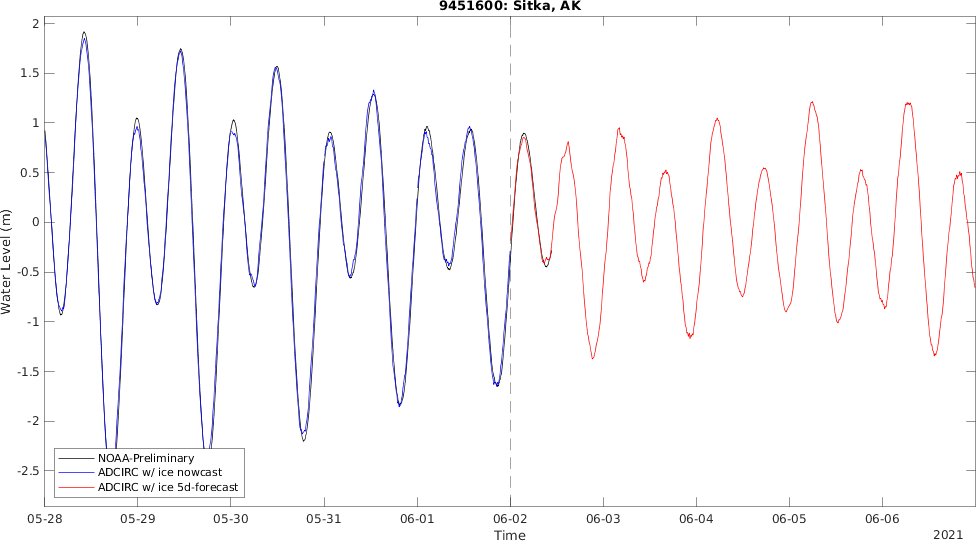 9451600: Sitka, AK
2
1.5
1
0.5
0
-0.5
-1
-1.5
-2
-2.5
Water Level (m)
NOAA-Preliminary
ADCIRC w/ ice nowcast
ADCIRC w/ ice 5d-forecast
05-28 05-29 05-30 05-31 06-01 06-02 06-03 06-04 06-05 06-06
Time
2021